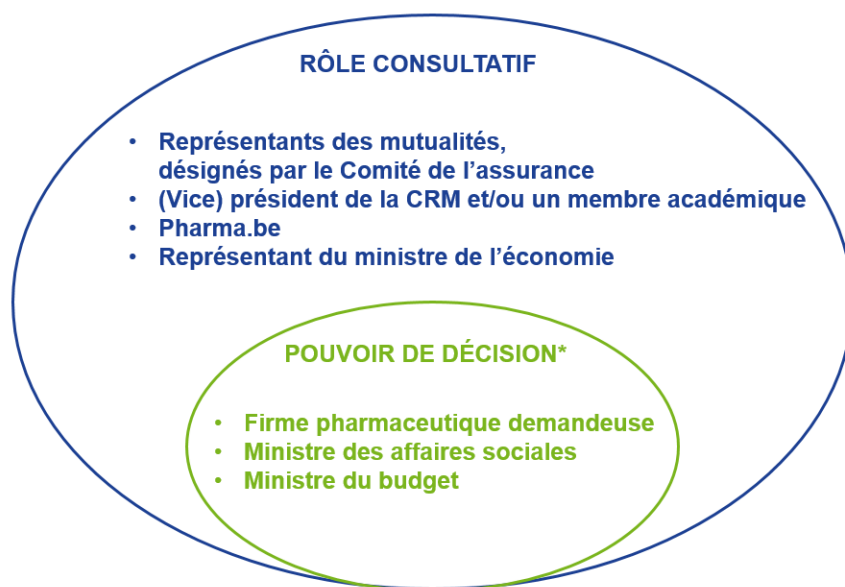 RÔLE CONSULTATIF
• Représentants des mutualités,
désignés par le Comité de l’assurance
• (Vice) président de la CRM et/ou un membre académique
• Pharma.be
• Représentant du ministre de l’économie
POUVOIR DE DÉCISION*
• Firme pharmaceutique demandeuse
• Ministre des affaires sociales
• Ministre du budget